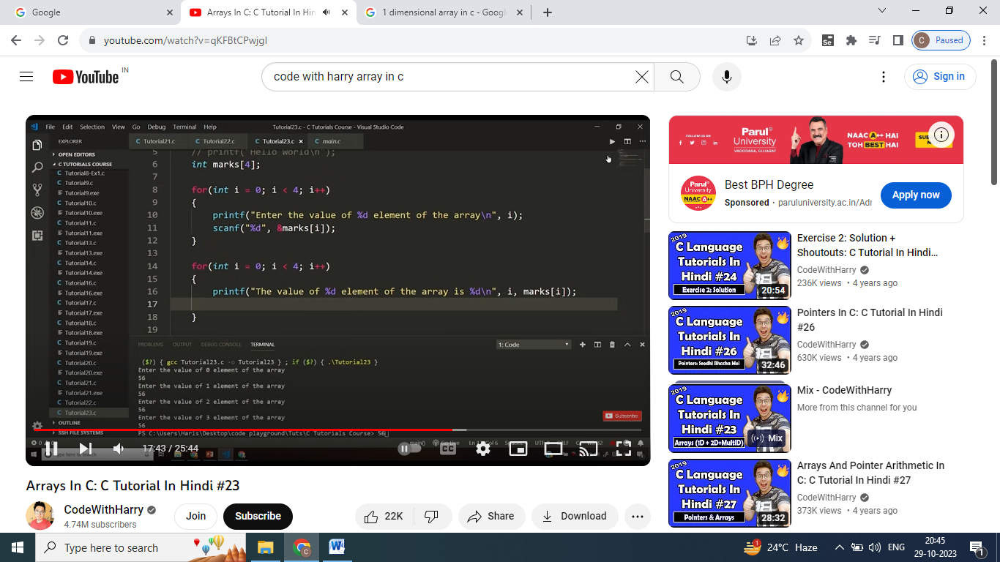 Google
Arrays In C: C Tutorial In Hin
1 dimensional array in c - Googl
youtube.com/watch?v=qKFBtCPwjgI
C Paused
YouTube IN
code with harry array in c
Sign in
File Edit Selection View Go Debug Terminal Help
Tutorial23.c - C Tutorials Course - Visual Studio Code
EXPLORER
Tutorial21.c
Tutorial22.c
Tutorial23.c
main.c
OPEN EDITORS
C TUTORIALS COURSE
Tutorial8-Ex1.c
Tutorial9.c
Tutorial9.exe
Tutorial10.c
Tutorial10.exe
Tutorial11.c
Tutorial11.exe
Tutorial13.c
Tutorial13.exe
Tutorial14.c
Tutorial14.exe
Tutorial16.c
Tutorial16.exe
Tutorial17.c
Tutorial17.exe
Tutorial18.c
Tutorial18.exe
Tutorial19.c
Tutorial19.exe
Tutorial20.c
Tutorial20.exe
Tutorial21.c
Tutorial21.exe
Tutorial22.c
Tutorial23.c
OUTLINE
SSH FILE SYSTEMS
5 // printf("Hello World\n");
6 int marks[4];
7
8 for(int i = 0; i < 4; i++)
9 {
10 printf("Enter the value of %d element of the array\n", i);
11 scanf("%d", &marks[i]);
12 }
13
14 for(int i = 0; i < 4; i++)
15 {
16 printf("The value of %d element of the array is %d\n", i, marks[i]);
17
18 }
19
PROBLEMS OUTPUT DEBUG CONSOLE TERMINAL
1: Code
($?) { gcc Tutorial23.c -o Tutorial23 } ; if ($?) { .\Tutorial23 }
Enter the value of 0 element of the array
56
Enter the value of 1 element of the array
56
Enter the value of 2 element of the array
56
Enter the value of 3 element of the array
56
PS C:\Users\Haris\Desktop\code playground\Tuts\C Tutorials Course> 56
Subscribe
17:43 / 25:44
CC
Arrays In C: C Tutorial In Hindi #23
CodeWithHarry
4.74M subscribers
Join
Subscribe
22K
Share
Download
FOLLOW US ON
Parul®
University
VADODARA, GUJARAT
NAAC A++ HAI
TOH BEST HAI
Parul®
University
NAAC A++
Best BPH Degree
Sponsored · paruluniversity.ac.in/Adı
Apply now
2019
C Language
Tutorials In
Hindi #24
Exercise 2: Solution
20:54
Exercise 2: Solution +
Shoutouts: C Tutorial In Hindi...
CodeWithHarry
236K views • 4 years ago
2019
C Language
Tutorials In
Hindi #26
Pointers: Seedhi Bhasha Mei
32:46
Pointers In C: C Tutorial In Hindi
#26
CodeWithHarry
630K views • 4 years ago
2019
C Language
Tutorials In
Hindi #23
Arrays (1D + 2D+MultiD)
Mix
Mix - CodeWithHarry
More from this channel for you
2019
C Language
Tutorials In
Hindi #27
Pointers & Arrays
28:32
Arrays And Pointer Arithmetic In
C: C Tutorial In Hindi #27
CodeWithHarry
373K views • 4 years ago
Type here to search
24°C Haze
ENG
20:45
29-10-2023
1